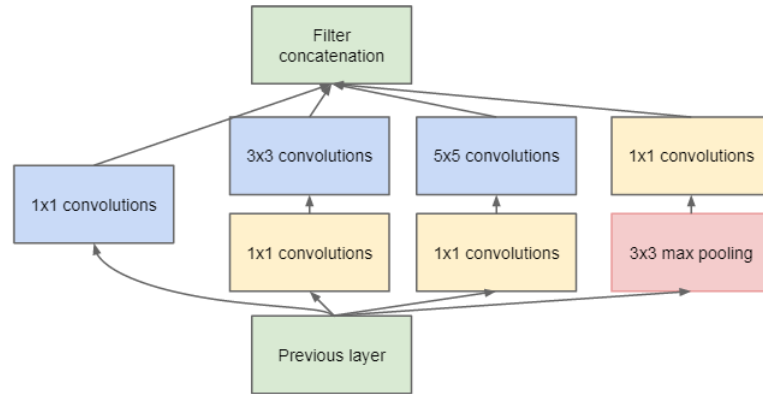 Filter
concatenation
3x3 convolutions
5x5 convolutions
1x1 convolutions
1x1 convolutions
1x1 convolutions
1x1 convolutions
3x3 max pooling
Previous layer